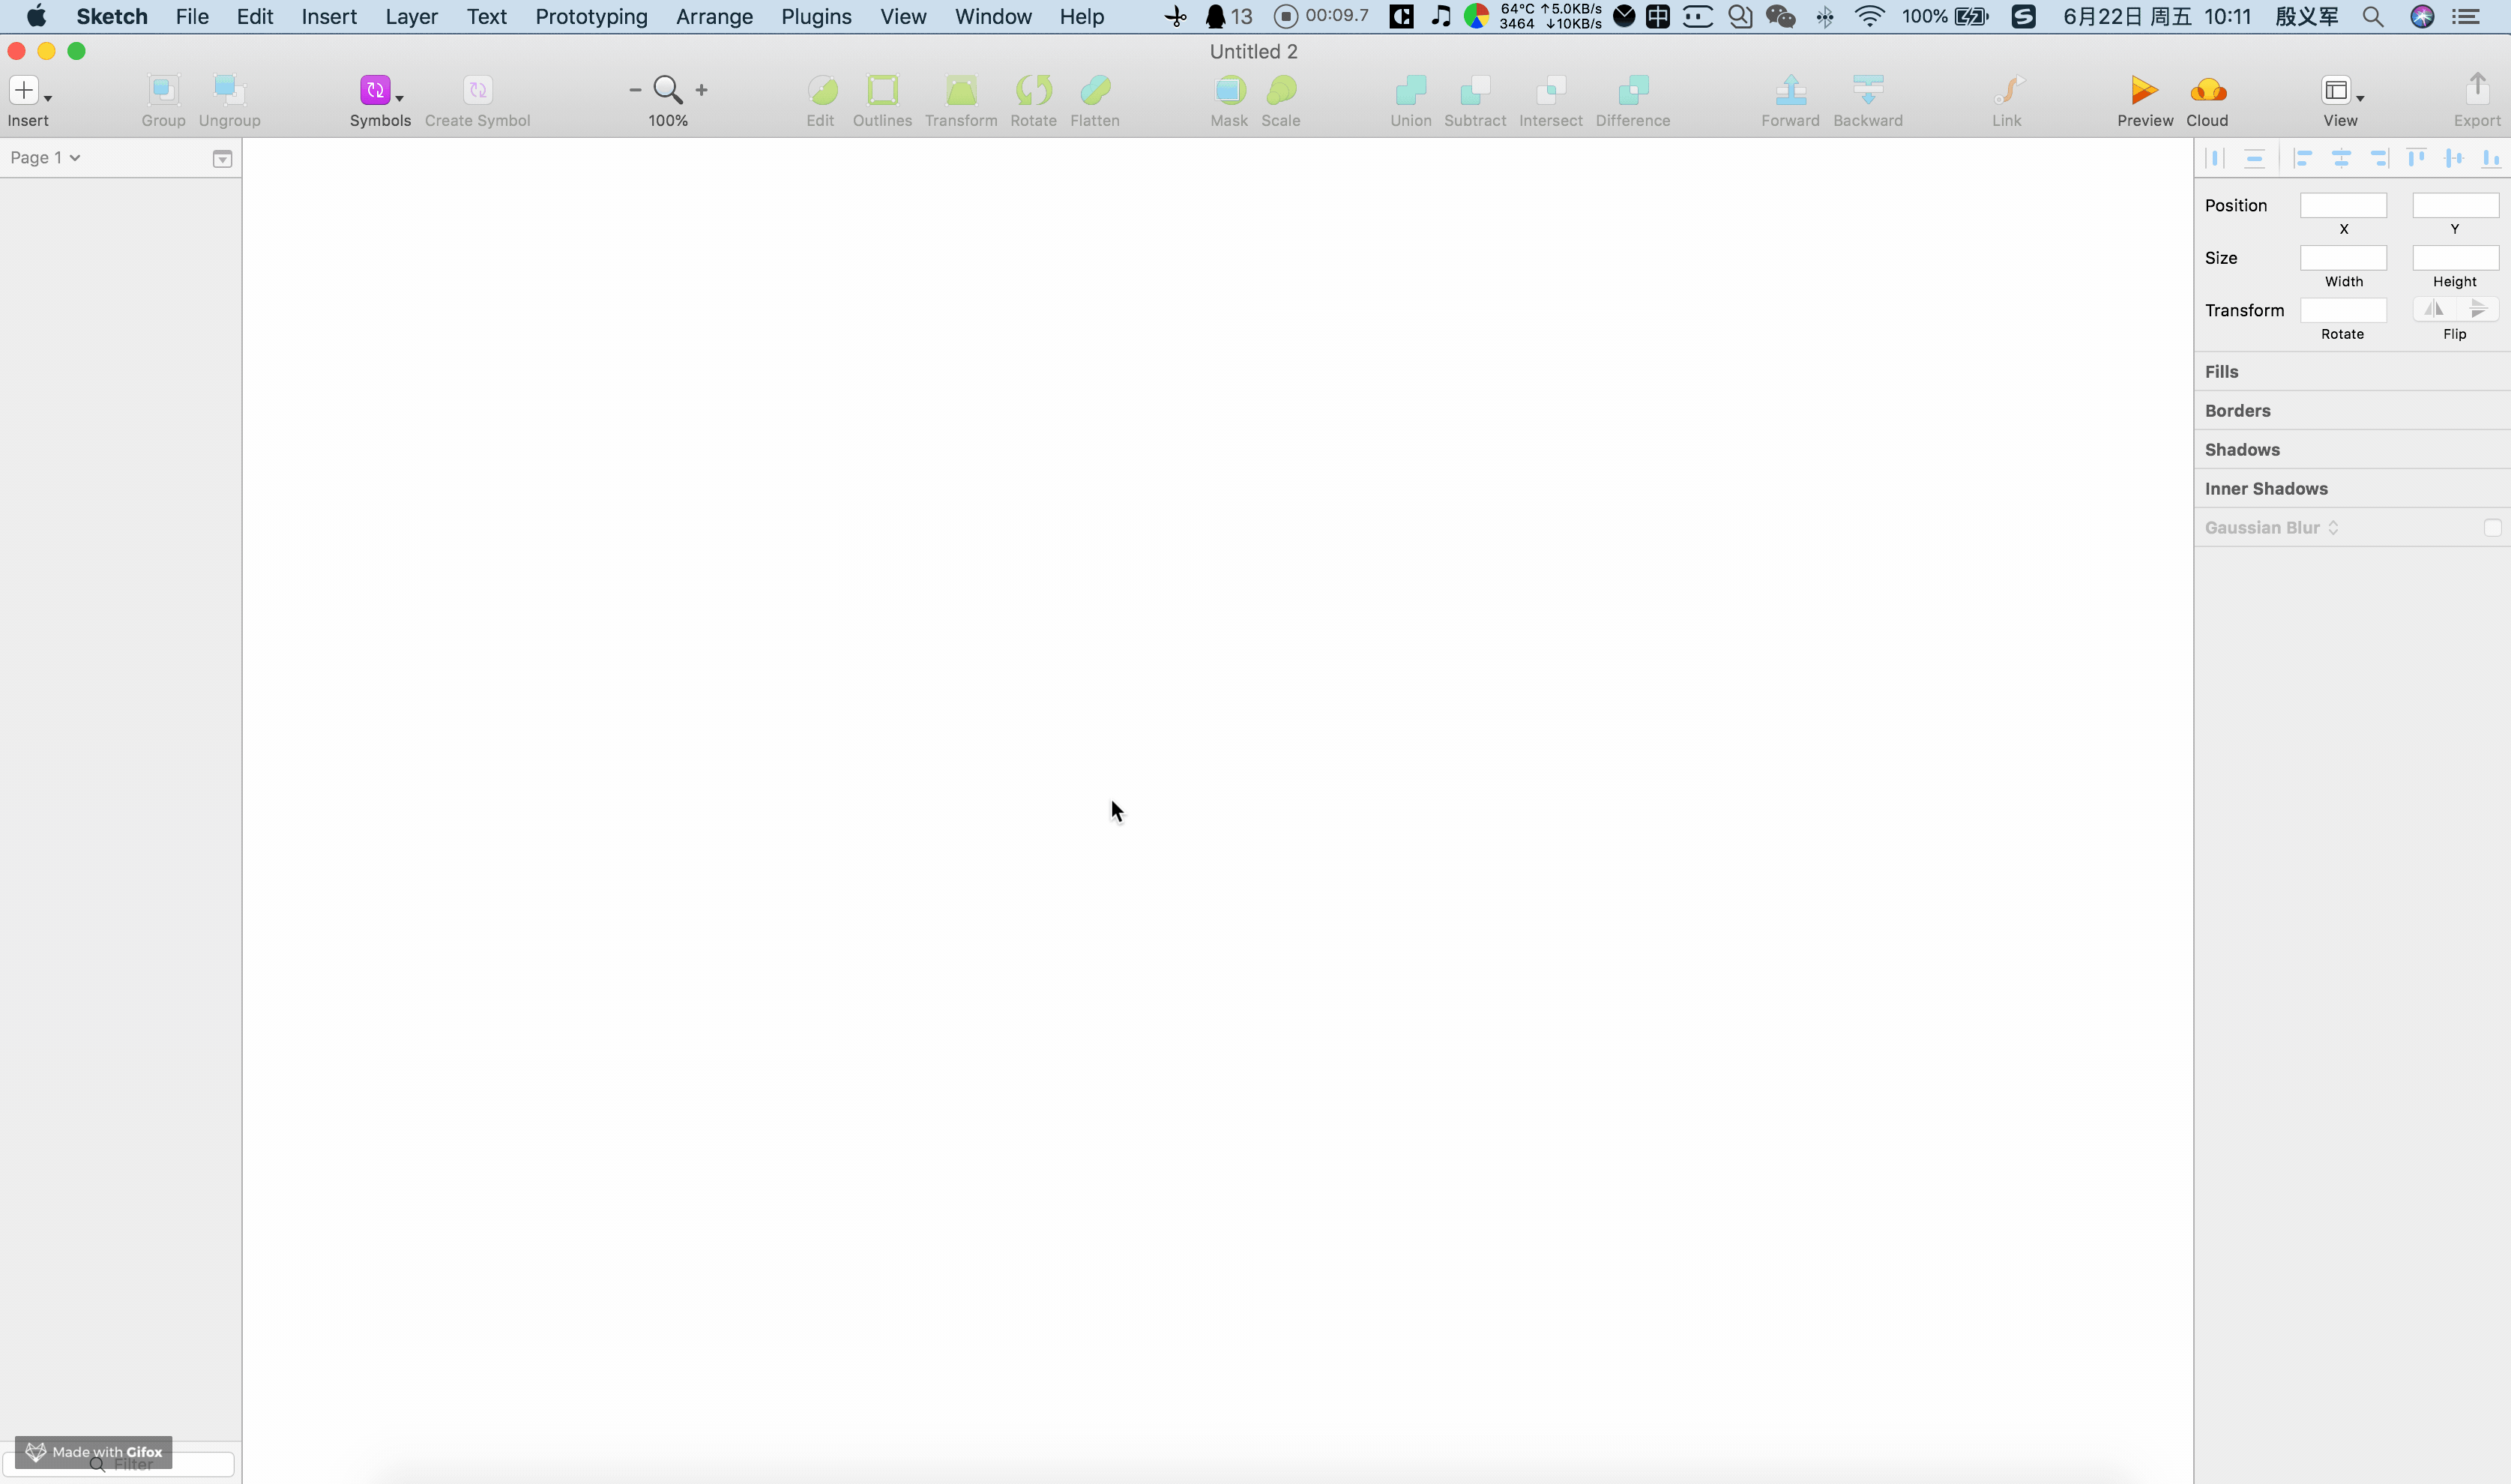 Sketch File Edit Insert Layer Text Prototyping Arrange Plugins View Window Help 13 00:09.7 64°C ↑5.0KB/s 100% 6月22日 周五 10:11 殷义军
3464 ↓10KB/s
中
Untitled 2
Insert Group Ungroup Symbols Create Symbol 100% Edit Outlines Transform Rotate Flatten Mask Scale Union Subtract Intersect Difference Forward Backward Link Preview Cloud View Export
Page 1
Position
X Y
Size
Width Height
Transform
Rotate Flip
Fills
Borders
Shadows
Inner Shadows
Gaussian Blur
Made with Gifox
Filter